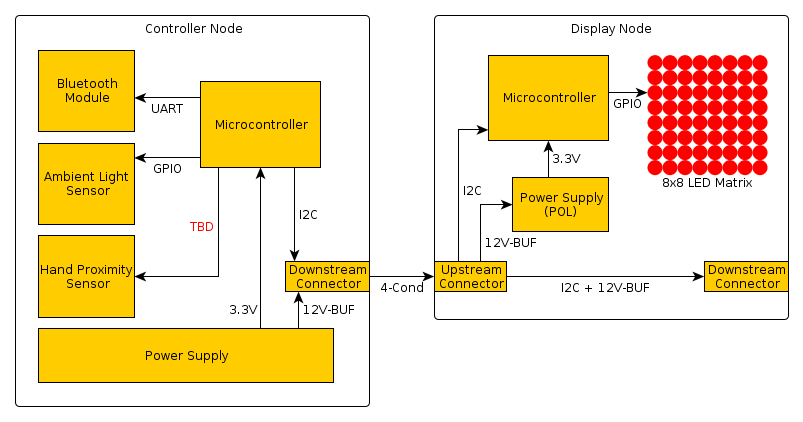 Controller Node
Bluetooth
Module
UART
Microcontroller
Ambient Light
Sensor
GPIO
TBD
I2C
Hand Proximity
Sensor
Downstream
Connector
3.3V
12V-BUF
Power Supply
4-Cond
Display Node
Microcontroller
GPIO
8x8 LED Matrix
3.3V
I2C
Power Supply
(POL)
12V-BUF
Upstream
Connector
I2C + 12V-BUF
Downstream
Connector